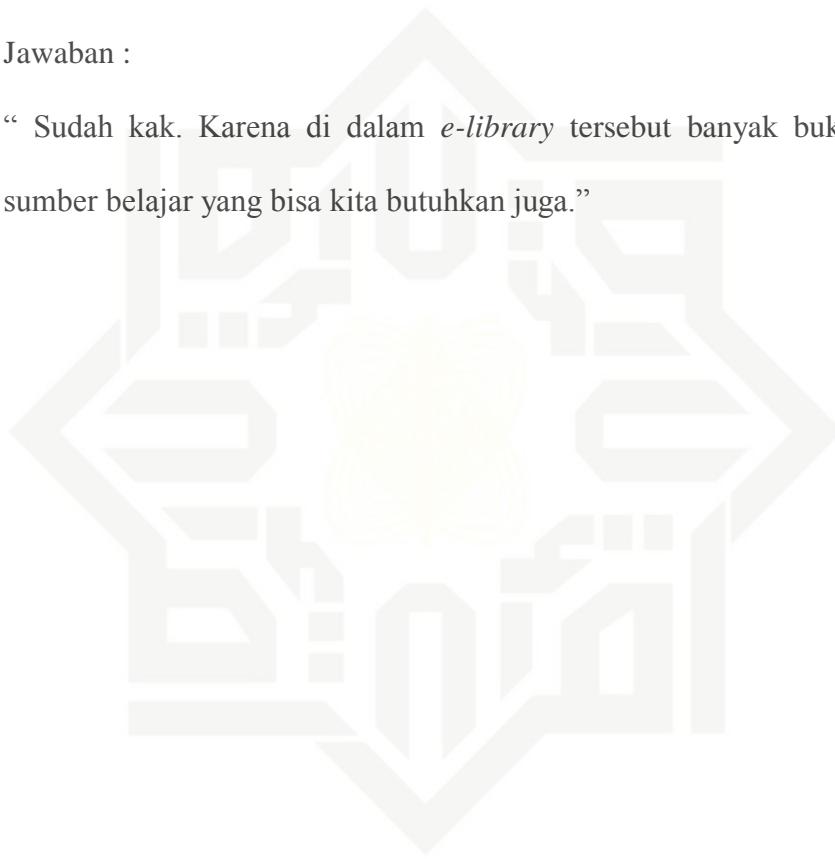 Jawaban :
“ Sudah kak. Karena di dalam e-library tersebut banyak buk
sumber belajar yang bisa kita butuhkan juga.”